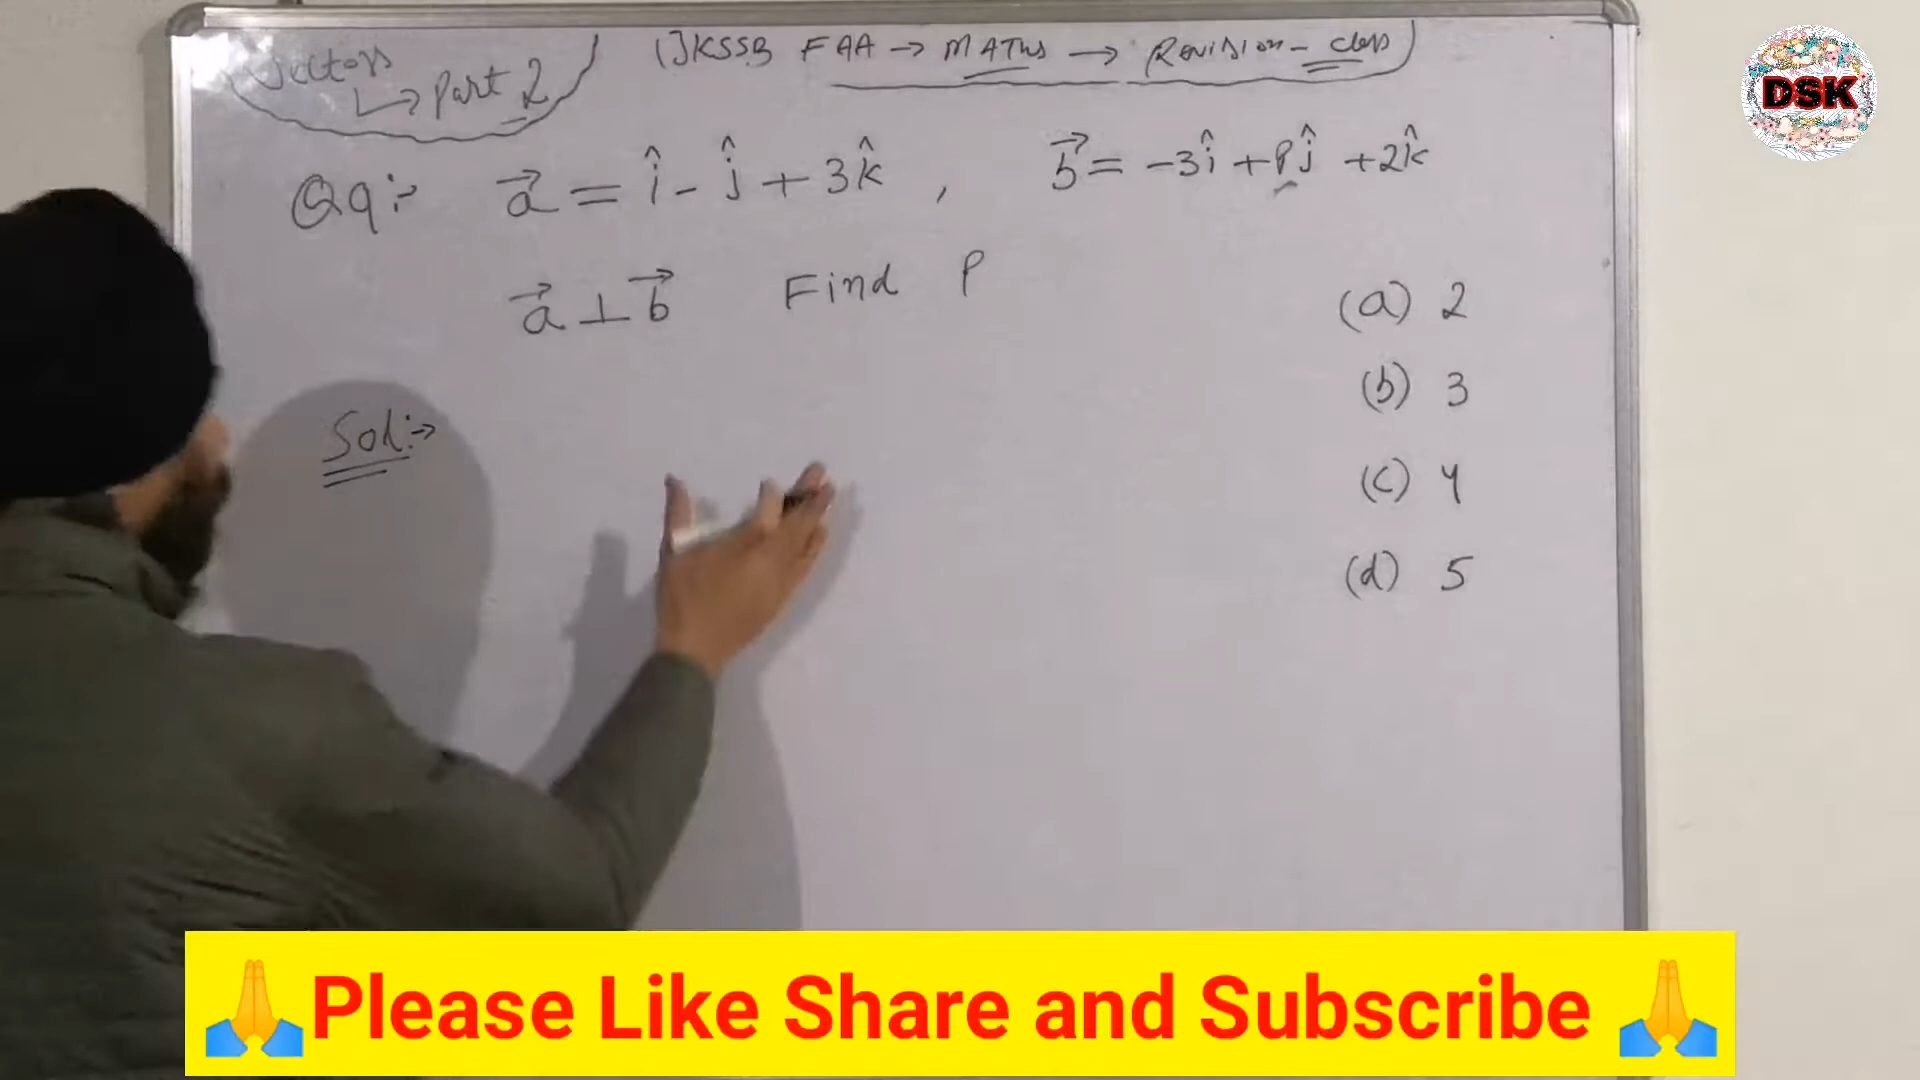 Vectors
↳ Part 2
JKSSB FAA → MATHS → Revision - class
DSK
Q9:- a⃗ = î - ĵ + 3k̂ , b⃗ = -3î + Pĵ + 2k̂
a⃗ ⊥ b⃗ Find P
(a) 2
(b) 3
(c) 4
(d) 5
Sol:→
🙏Please Like Share and Subscribe 🙏